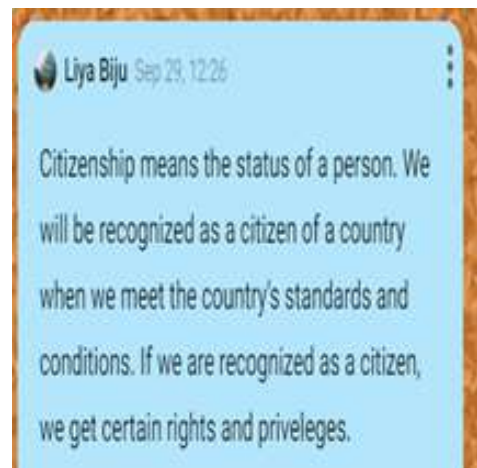 Liya Biju Sep 29, 12:26
Citizenship means the status of a person. We
will be recognized as a citizen of a country
when we meet the country's standards and
conditions. If we are recognized as a citizen,
we get certain rights and priveleges.